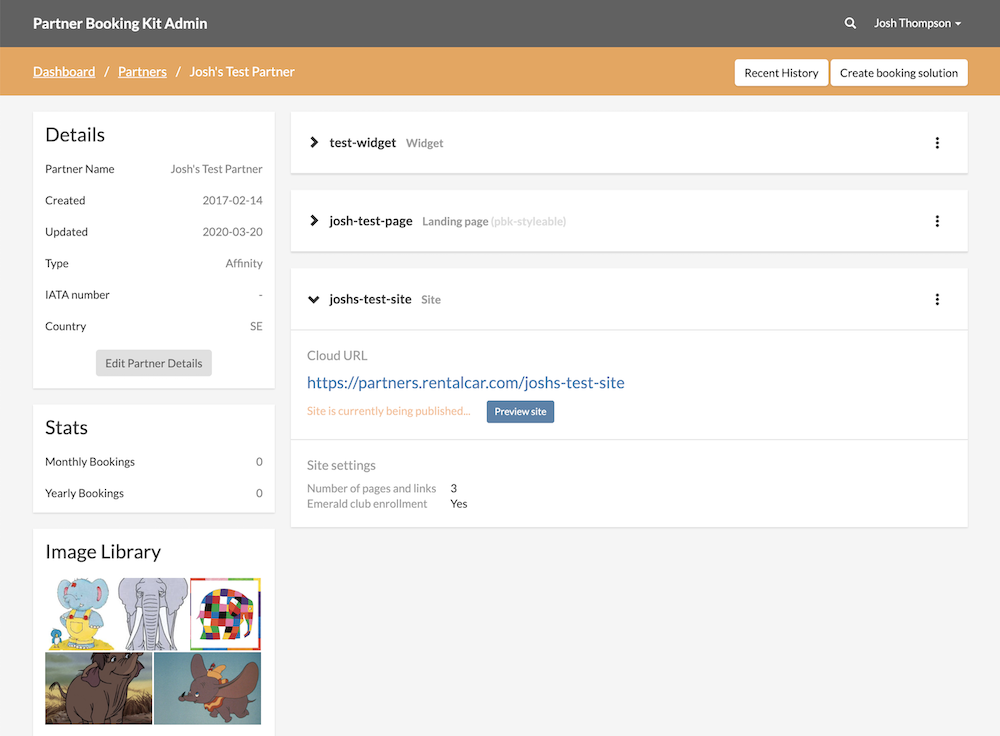 Partner Booking Kit Admin
Josh Thompson
Dashboard / Partners / Josh's Test Partner
Recent History
Create booking solution
Details
Partner Name Josh's Test Partner
Created 2017-02-14
Updated 2020-03-20
Type Affinity
IATA number -
Country SE
Edit Partner Details
Stats
Monthly Bookings 0
Yearly Bookings 0
Image Library
test-widget Widget
josh-test-page Landing page (pbk-styleable)
joshs-test-site Site
Cloud URL
https://partners.rentalcar.com/joshs-test-site
Site is currently being published... Preview site
Site settings
Number of pages and links 3
Emerald club enrollment Yes